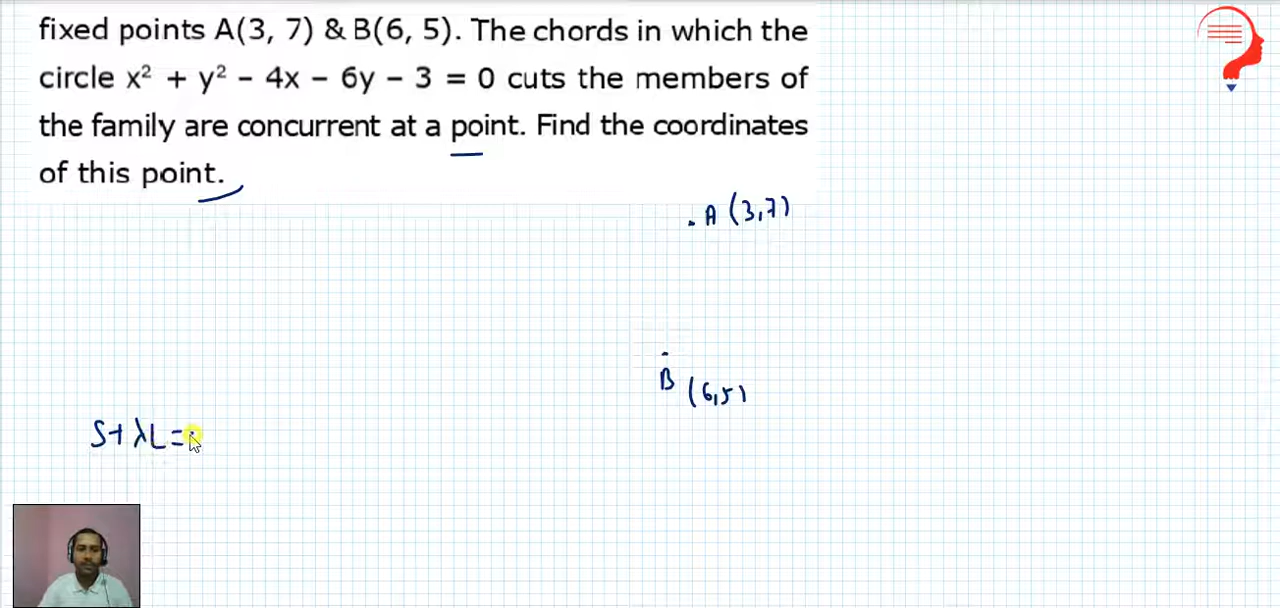 fixed points A(3, 7) & B(6, 5). The chords in which the
circle x² + y² − 4x − 6y − 3 = 0 cuts the members of
the family are concurrent at a point. Find the coordinates
of this point.
. A (3,7)
B (6,5)
S+ λL=